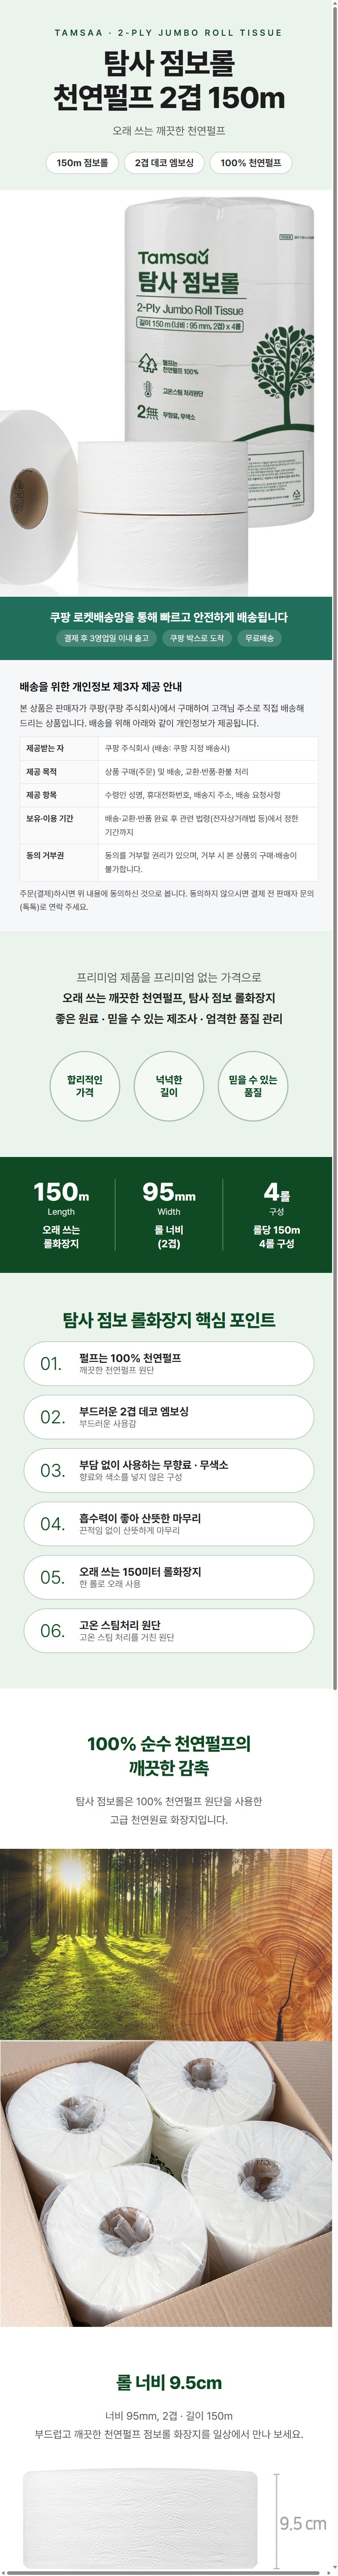 TAMSAA · 2-PLY JUMBO ROLL TISSUE
탐사 점보롤
천연펄프 2겹 150m
오래 쓰는 깨끗한 천연펄프
150m 점보롤
2겹 데코 엠보싱
100% 천연펄프
Tamsaa
탐사 점보롤
2-Ply Jumbo Roll Tissue
길이 150 m (너비 : 95 mm, 2겹) x 4롤
펄프는
천연펄프 100%
고온스팀 처리원단
2無 무향료, 무색소
쿠팡 로켓배송망을 통해 빠르고 안전하게 배송됩니다
결제 후 3영업일 이내 출고
쿠팡 박스로 도착
무료배송
배송을 위한 개인정보 제3자 제공 안내
본 상품은 판매자가 쿠팡(쿠팡 주식회사)에서 구매하여 고객님 주소로 직접 배송해
드리는 상품입니다. 배송을 위해 아래와 같이 개인정보가 제공됩니다.
제공받는 자 쿠팡 주식회사 (배송: 쿠팡 지정 배송사)
제공 목적 상품 구매(주문) 및 배송, 교환·반품·환불 처리
제공 항목 수령인 성명, 휴대전화번호, 배송지 주소, 배송 요청사항
보유·이용 기간 배송·교환·반품 완료 후 관련 법령(전자상거래법 등)에서 정한
기간까지
동의 거부권 동의를 거부할 권리가 있으며, 거부 시 본 상품의 구매·배송이
불가합니다.
주문(결제)하시면 위 내용에 동의하신 것으로 봅니다. 동의하지 않으시면 결제 전 판매자 문의
(톡톡)로 연락 주세요.
프리미엄 제품을 프리미엄 없는 가격으로
오래 쓰는 깨끗한 천연펄프, 탐사 점보 롤화장지
좋은 원료 · 믿을 수 있는 제조사 · 엄격한 품질 관리
합리적인
가격
넉넉한
길이
믿을 수 있는
품질
150m
Length
오래 쓰는
롤화장지
95mm
Width
롤 너비
(2겹)
4롤
구성
롤당 150m
4롤 구성
탐사 점보 롤화장지 핵심 포인트
01. 펄프는 100% 천연펄프
깨끗한 천연펄프 원단
02. 부드러운 2겹 데코 엠보싱
부드러운 사용감
03. 부담 없이 사용하는 무향료 · 무색소
향료와 색소를 넣지 않은 구성
04. 흡수력이 좋아 산뜻한 마무리
끈적임 없이 산뜻하게 마무리
05. 오래 쓰는 150미터 롤화장지
한 롤로 오래 사용
06. 고온 스팀처리 원단
고온 스팀 처리를 거친 원단
100% 순수 천연펄프의
깨끗한 감촉
탐사 점보롤은 100% 천연펄프 원단을 사용한
고급 천연원료 화장지입니다.
롤 너비 9.5cm
너비 95mm, 2겹 · 길이 150m
부드럽고 깨끗한 천연펄프 점보롤 화장지를 일상에서 만나 보세요.
9.5 cm